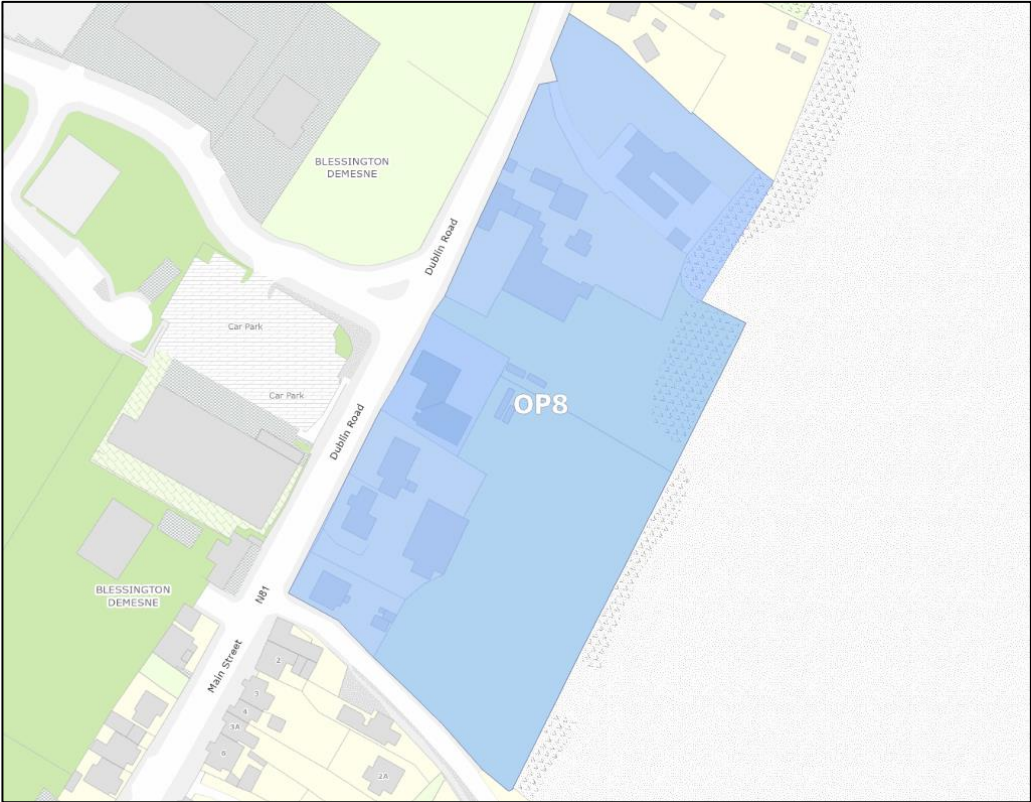 BLESSINGTON
DEMESNE
Dublin Road
Car Park
Car Park
OP8
Dublin Road
BLESSINGTON
DEMESNE
N81
Main Street
2
3
4
3A
6
2A